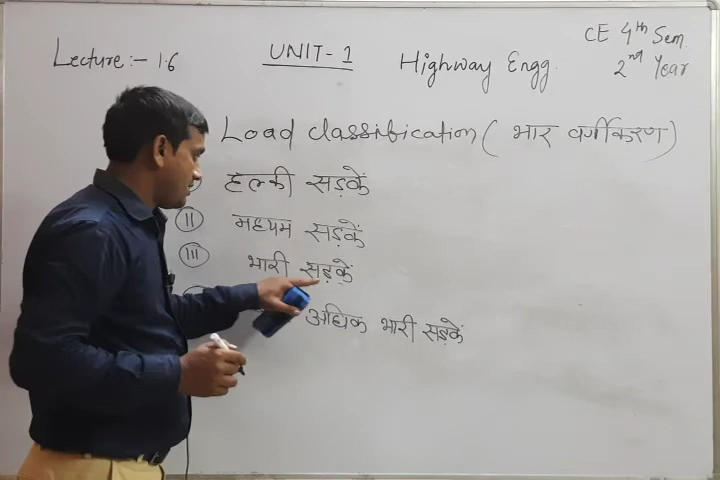 Lecture:- 1.6
UNIT- 1
Highway Engg.
CE 4th Sem.
2nd Year
Load classification ( भार वर्गीकरण )
हल्की सड़कें
II मध्यम सड़कें
III भारी सड़कें
अधिक भारी सड़कें